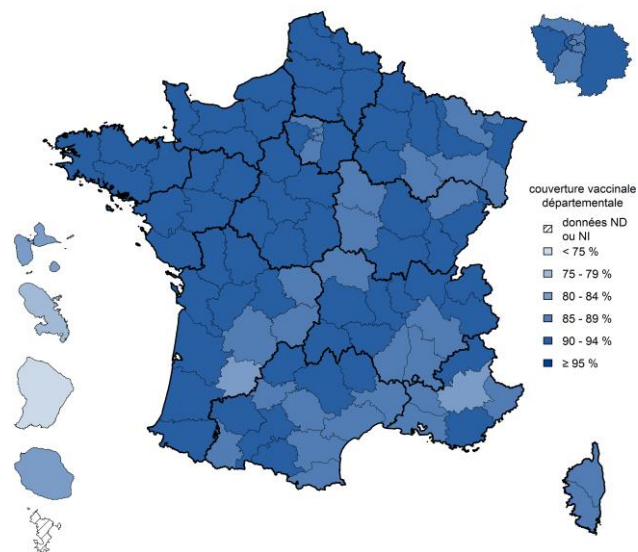 couverture vaccinale
départementale
données ND
ou NI
< 75 %
75 - 79 %
80 - 84 %
85 - 89 %
90 - 94 %
≥ 95 %